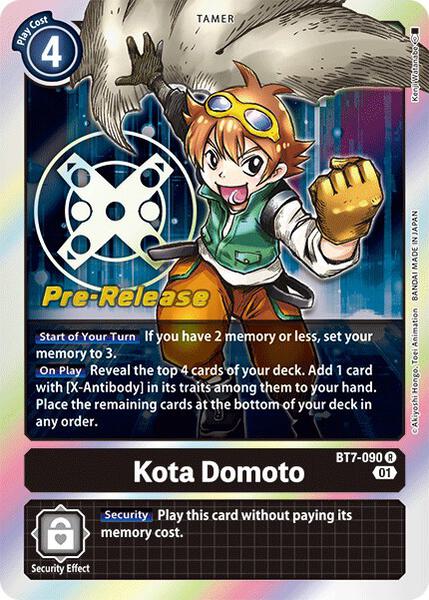 TAMER
Play Cost
4
Kenji Watanabe
Pre-Release
Start of Your Turn If you have 2 memory or less, set your
memory to 3.
On Play Reveal the top 4 cards of your deck. Add 1 card
with [X-Antibody] in its traits among them to your hand.
Place the remaining cards at the bottom of your deck in
any order.
©Akiyoshi Hongo, Toei Animation BANDAI MADE IN JAPAN
BT7-090 R
Kota Domoto
01
Security Play this card without paying its
memory cost.
Security Effect